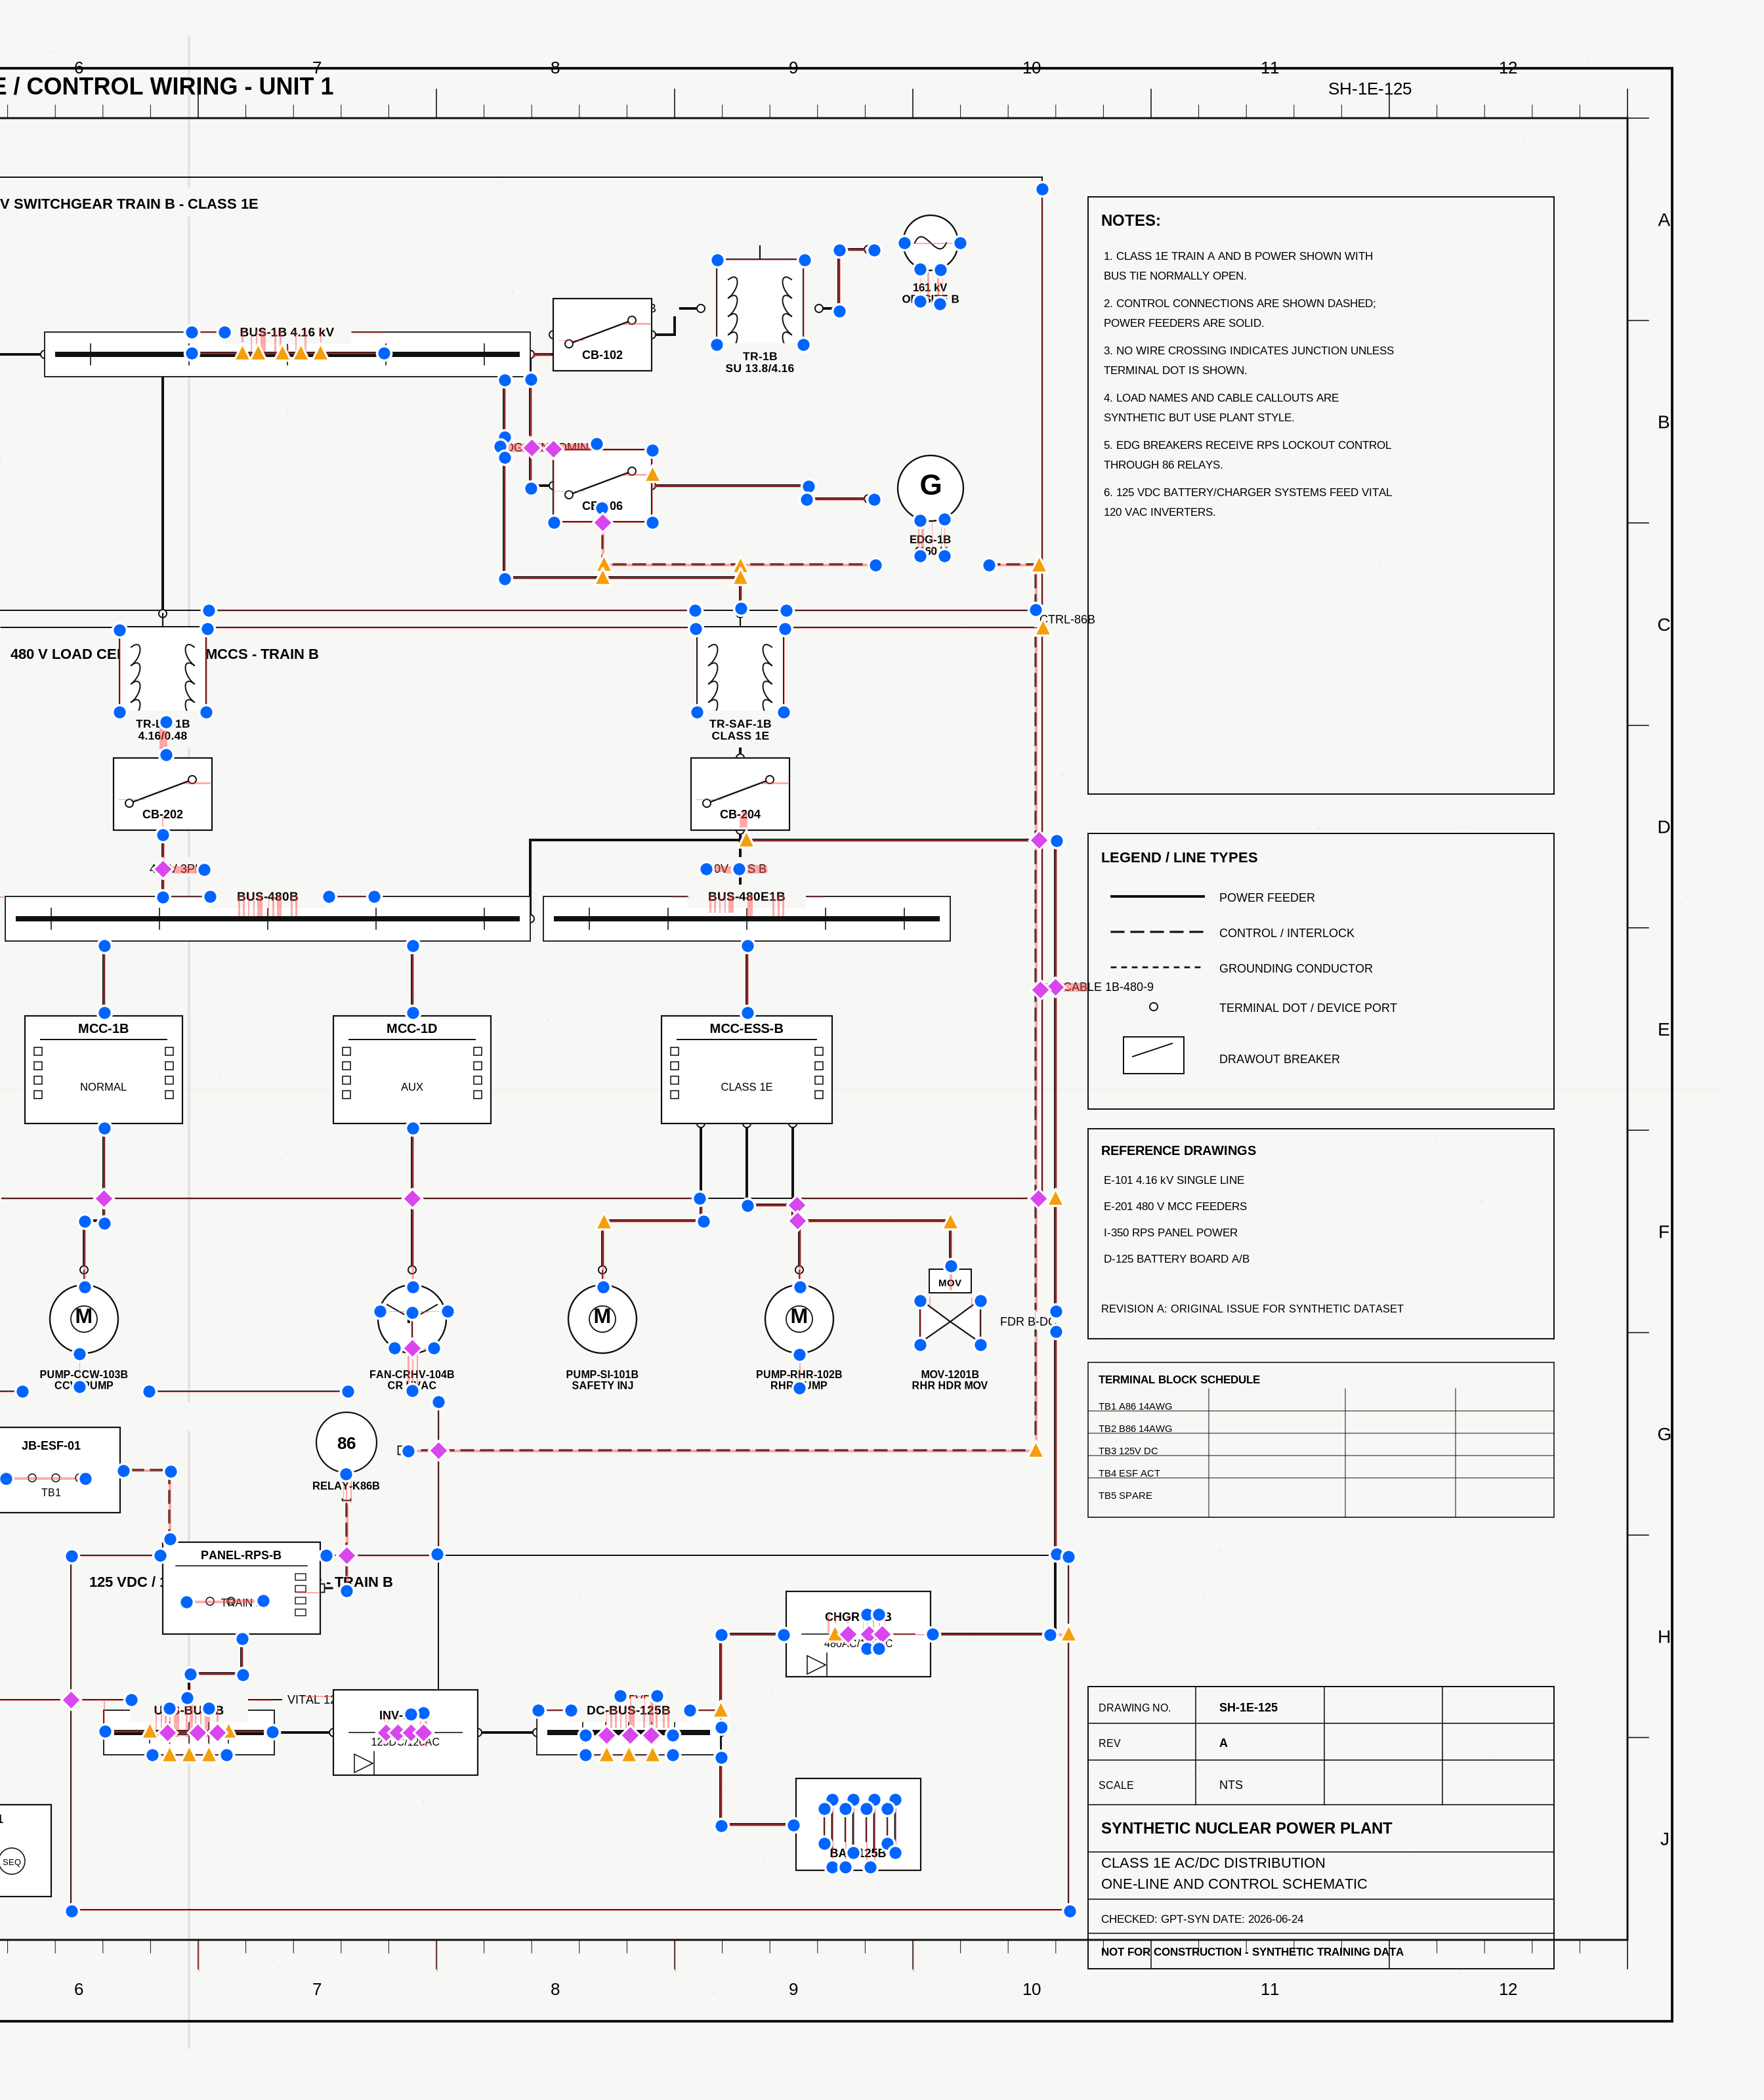 6 7 8 9 10 11 12
E / CONTROL WIRING - UNIT 1
SH-1E-125
V SWITCHGEAR TRAIN B - CLASS 1E
161 kV
B
BUS-1B 4.16 kV
CB-102
TR-1B
SU 13.8/4.16
G
EDG-1B
CTRL-86B
480 V LOAD
MCCS - TRAIN B
4.16/0.48
TR-SAF-1B
CLASS 1E
CB-202
CB-204
BUS-480B
BUS-480E1B
CABLE 1B-480-9
MCC-1B
NORMAL
MCC-1D
AUX
MCC-ESS-B
CLASS 1E
M
M
M
MOV
FDR
PUMP-CCW-103B
FAN-CRHV-104B
CR
PUMP-SI-101B
SAFETY INJ
PUMP-RHR-102B
MOV-1201B
RHR HDR MOV
JB-ESF-01
TB1
86
RELAY-K86B
PANEL-RPS-B
125 VDC /
- TRAIN B
VITAL
DC-BUS-125B
SEQ
NOTES:
1. CLASS 1E TRAIN A AND B POWER SHOWN WITH
BUS TIE NORMALLY OPEN.
2. CONTROL CONNECTIONS ARE SHOWN DASHED;
POWER FEEDERS ARE SOLID.
3. NO WIRE CROSSING INDICATES JUNCTION UNLESS
TERMINAL DOT IS SHOWN.
4. LOAD NAMES AND CABLE CALLOUTS ARE
SYNTHETIC BUT USE PLANT STYLE.
5. EDG BREAKERS RECEIVE RPS LOCKOUT CONTROL
THROUGH 86 RELAYS.
6. 125 VDC BATTERY/CHARGER SYSTEMS FEED VITAL
120 VAC INVERTERS.
LEGEND / LINE TYPES
POWER FEEDER
CONTROL / INTERLOCK
GROUNDING CONDUCTOR
TERMINAL DOT / DEVICE PORT
DRAWOUT BREAKER
REFERENCE DRAWINGS
E-101 4.16 kV SINGLE LINE
E-201 480 V MCC FEEDERS
I-350 RPS PANEL POWER
D-125 BATTERY BOARD A/B
REVISION A: ORIGINAL ISSUE FOR SYNTHETIC DATASET
TERMINAL BLOCK SCHEDULE
TB1 A86 14AWG
TB2 B86 14AWG
TB3 125V DC
TB4 ESF ACT
TB5 SPARE
DRAWING NO. SH-1E-125
REV A
SCALE NTS
SYNTHETIC NUCLEAR POWER PLANT
CLASS 1E AC/DC DISTRIBUTION
ONE-LINE AND CONTROL SCHEMATIC
CHECKED: GPT-SYN DATE: 2026-06-24
NOT FOR CONSTRUCTION - SYNTHETIC TRAINING DATA
A
B
C
D
E
F
G
H
J
6 7 8 9 10 11 12